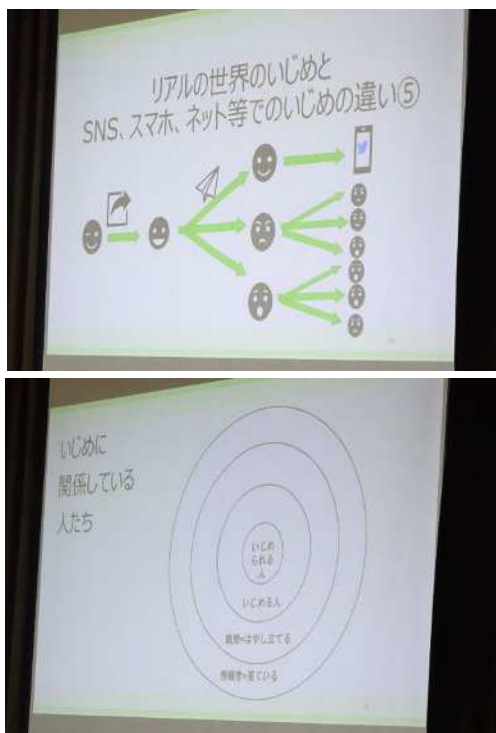 リアルの世界のいじめと
SNS、スマホ、ネット等でのいじめの違い⑤
いじめに
関係している
人たち
いじめ
られる
人
いじめる人
観衆=はやし立てる
傍観者=見ている